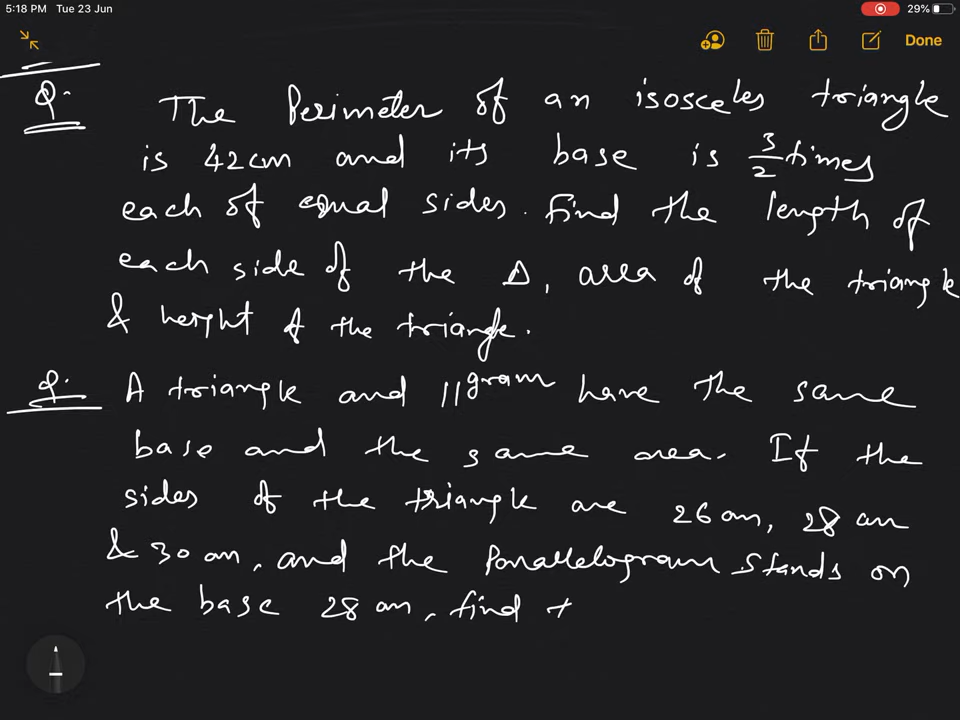 5:18 PM Tue 23 Jun 29%
Done
Q. The Perimeter of an isosceles triangle
is 42cm and its base is 3/2 times
each of equal sides. Find the length of
each side of the Δ, area of the triangle
& height of the triangle.
Q. A triangle and ||gram have the same
base and the same area. If the
sides of the triangle are 26 cm, 28 cm
& 30 cm, and the Parallelogram stands on
the base 28 cm, find t